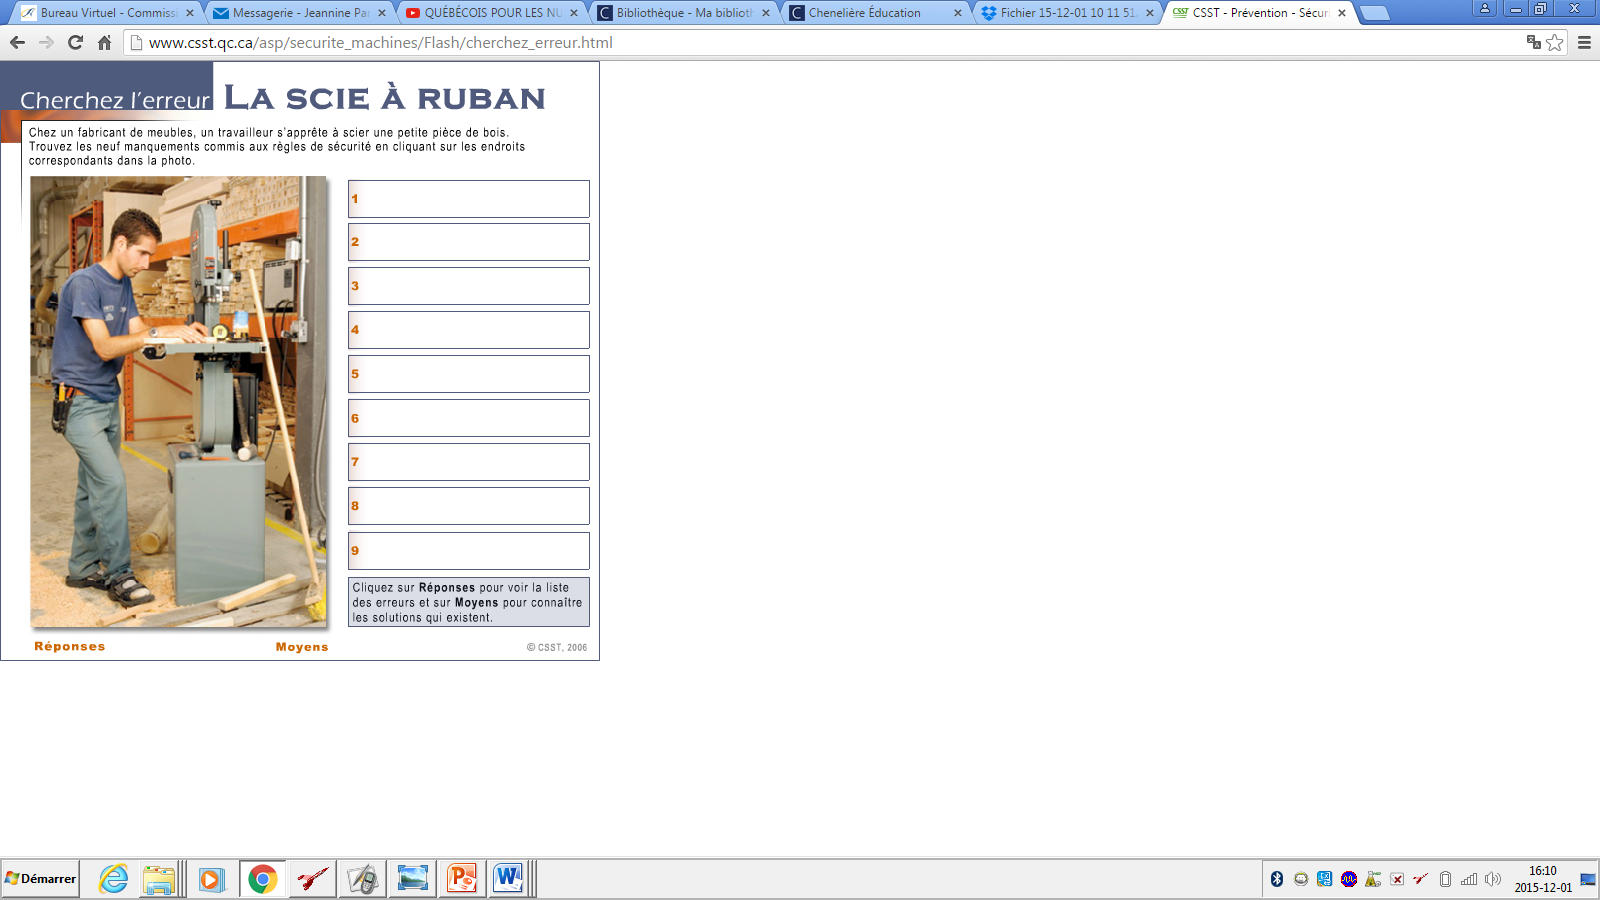 Bureau Virtuel - Commiss
Messagerie - Jeannine Pa
QUÉBÉCOIS POUR LES NU
Bibliothèque - Ma bibliot
Chenelière Éducation
Fichier 15-12-01 10 11 51
CSST - Prévention - Sécur
www.csst.qc.ca/asp/securite_machines/Flash/cherchez_erreur.html
Cherchez l'erreur LA SCIE À RUBAN
Chez un fabricant de meubles, un travailleur s'apprête à scier une petite pièce de bois.
Trouvez les neuf manquements commis aux règles de sécurité en cliquant sur les endroits
correspondants dans la photo.
1
2
3
4
5
6
7
8
9
Cliquez sur Réponses pour voir la liste
des erreurs et sur Moyens pour connaître
les solutions qui existent.
Réponses
Moyens
© CSST, 2006
Démarrer
16:10
2015-12-01